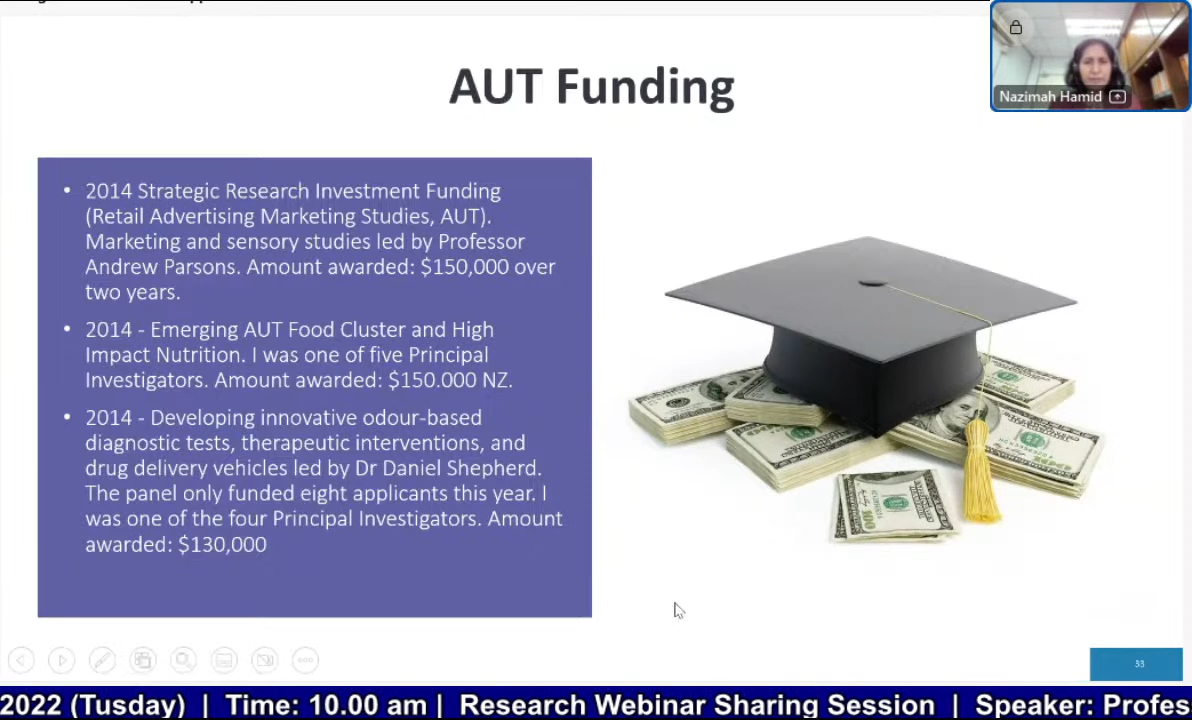 AUT Funding
Nazimah Hamid
• 2014 Strategic Research Investment Funding
(Retail Advertising Marketing Studies, AUT).
Marketing and sensory studies led by Professor
Andrew Parsons. Amount awarded: $150,000 over
two years.
• 2014 - Emerging AUT Food Cluster and High
Impact Nutrition. I was one of five Principal
Investigators. Amount awarded: $150.000 NZ.
• 2014 - Developing innovative odour-based
diagnostic tests, therapeutic interventions, and
drug delivery vehicles led by Dr Daniel Shepherd.
The panel only funded eight applicants this year. I
was one of the four Principal Investigators. Amount
awarded: $130,000
33
2022 (Tusday) | Time: 10.00 am | Research Webinar Sharing Session | Speaker: Profes